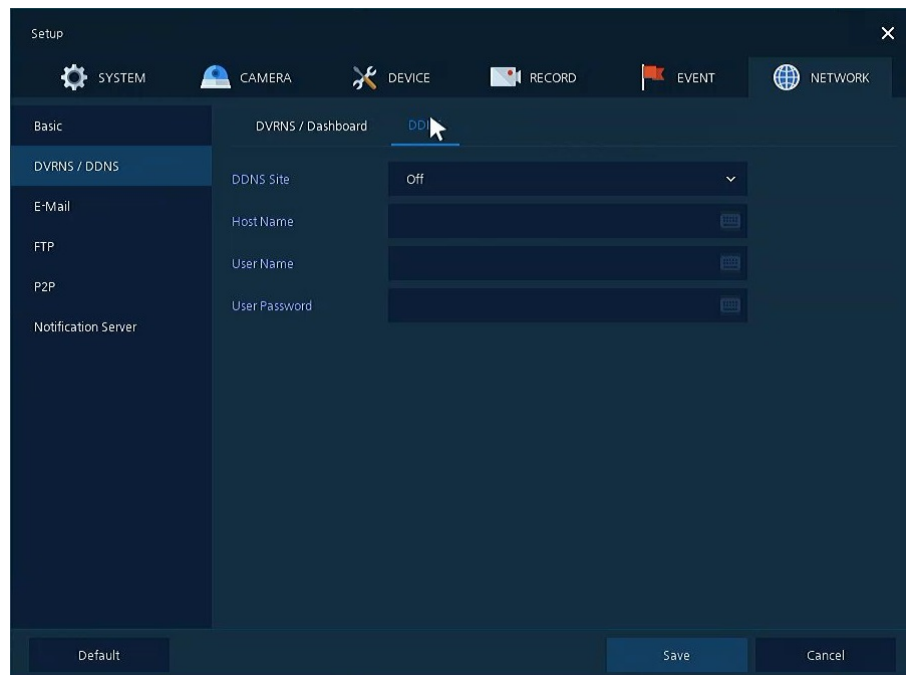 Setup
SYSTEM CAMERA DEVICE RECORD EVENT NETWORK
Basic
DVRNS / DDNS
E-Mail
FTP
P2P
Notification Server
DVRNS / Dashboard
DDNS Site Off
Host Name
User Name
User Password
Default Save Cancel